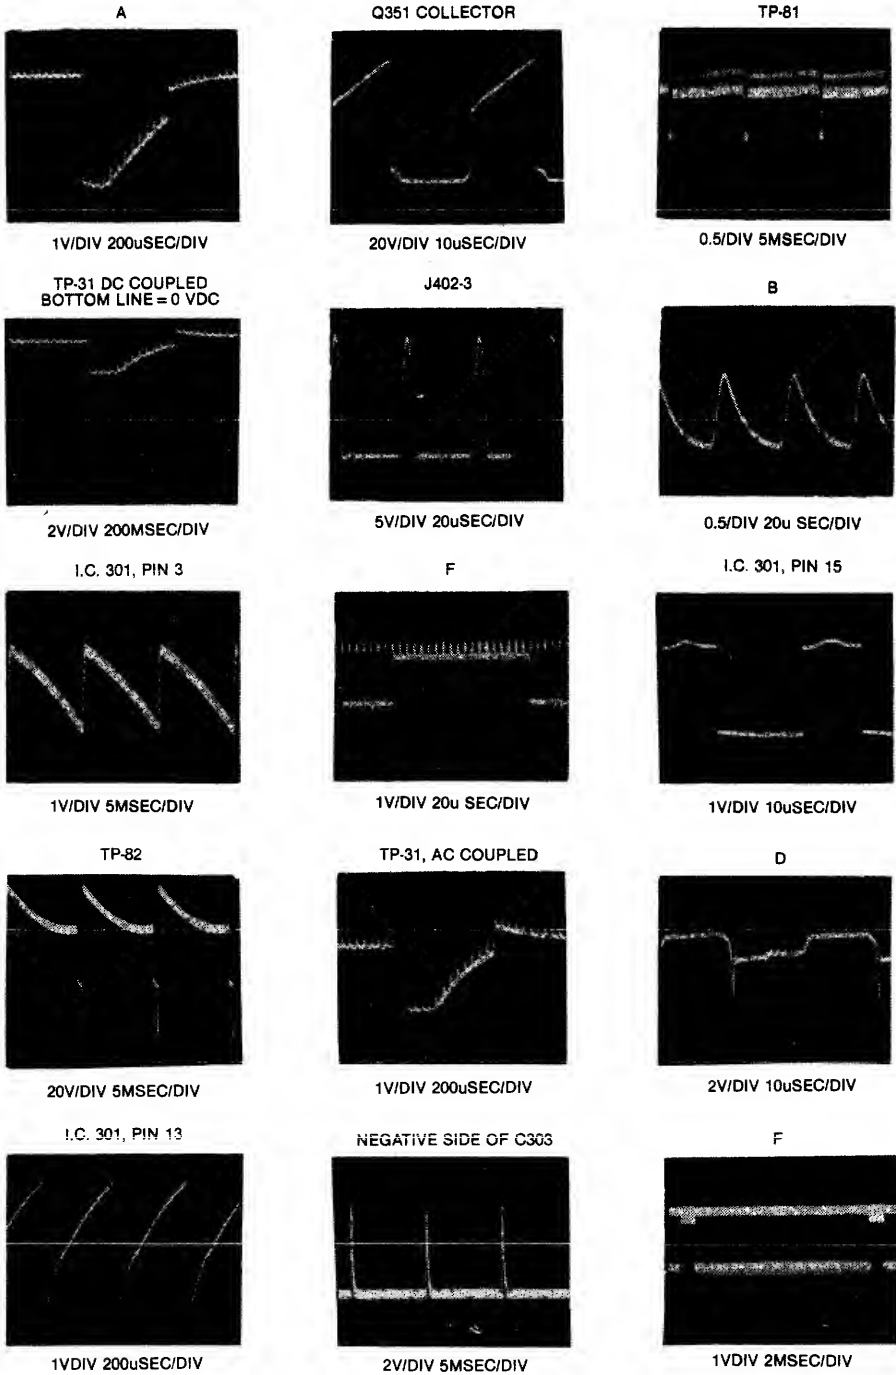 A
Q351 COLLECTOR
TP-81
1V/DIV 200uSEC/DIV
20V/DIV 10uSEC/DIV
0.5/DIV 5MSEC/DIV
TP-31 DC COUPLED
BOTTOM LINE = 0 VDC
J402-3
B
2V/DIV 200MSEC/DIV
5V/DIV 20uSEC/DIV
0.5/DIV 20u SEC/DIV
I.C. 301, PIN 3
F
I.C. 301, PIN 15
1V/DIV 5MSEC/DIV
1V/DIV 20u SEC/DIV
1V/DIV 10uSEC/DIV
TP-82
TP-31, AC COUPLED
D
20V/DIV 5MSEC/DIV
1V/DIV 200uSEC/DIV
2V/DIV 10uSEC/DIV
I.C. 301, PIN 13
NEGATIVE SIDE OF C303
F
1VDIV 200uSEC/DIV
2V/DIV 5MSEC/DIV
1VDIV 2MSEC/DIV